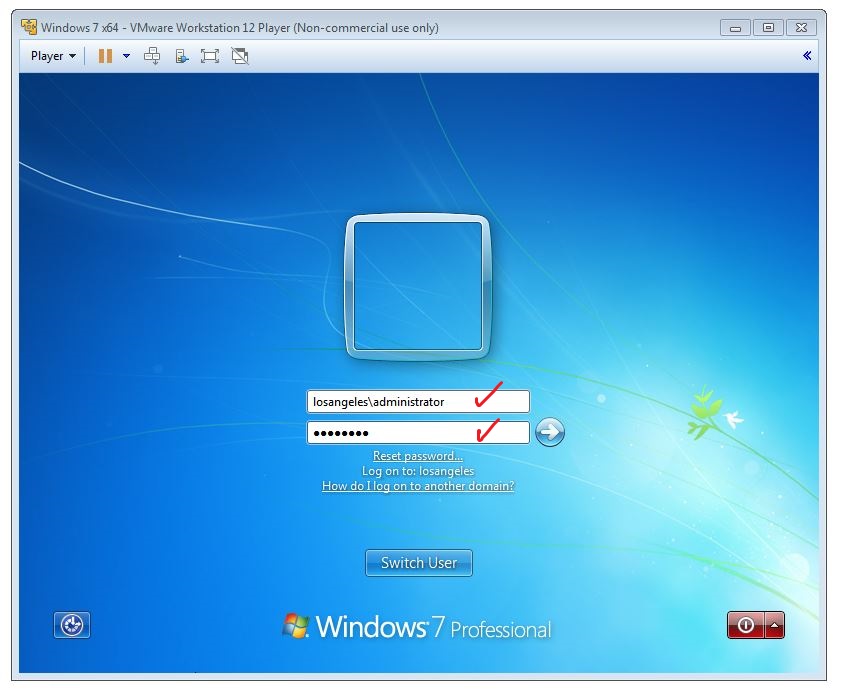 Windows 7 x64 - VMware Workstation 12 Player (Non-commercial use only)
Player
losangeles\administrator
Reset password...
Log on to: losangeles
How do I log on to another domain?
Switch User
Windows 7 Professional